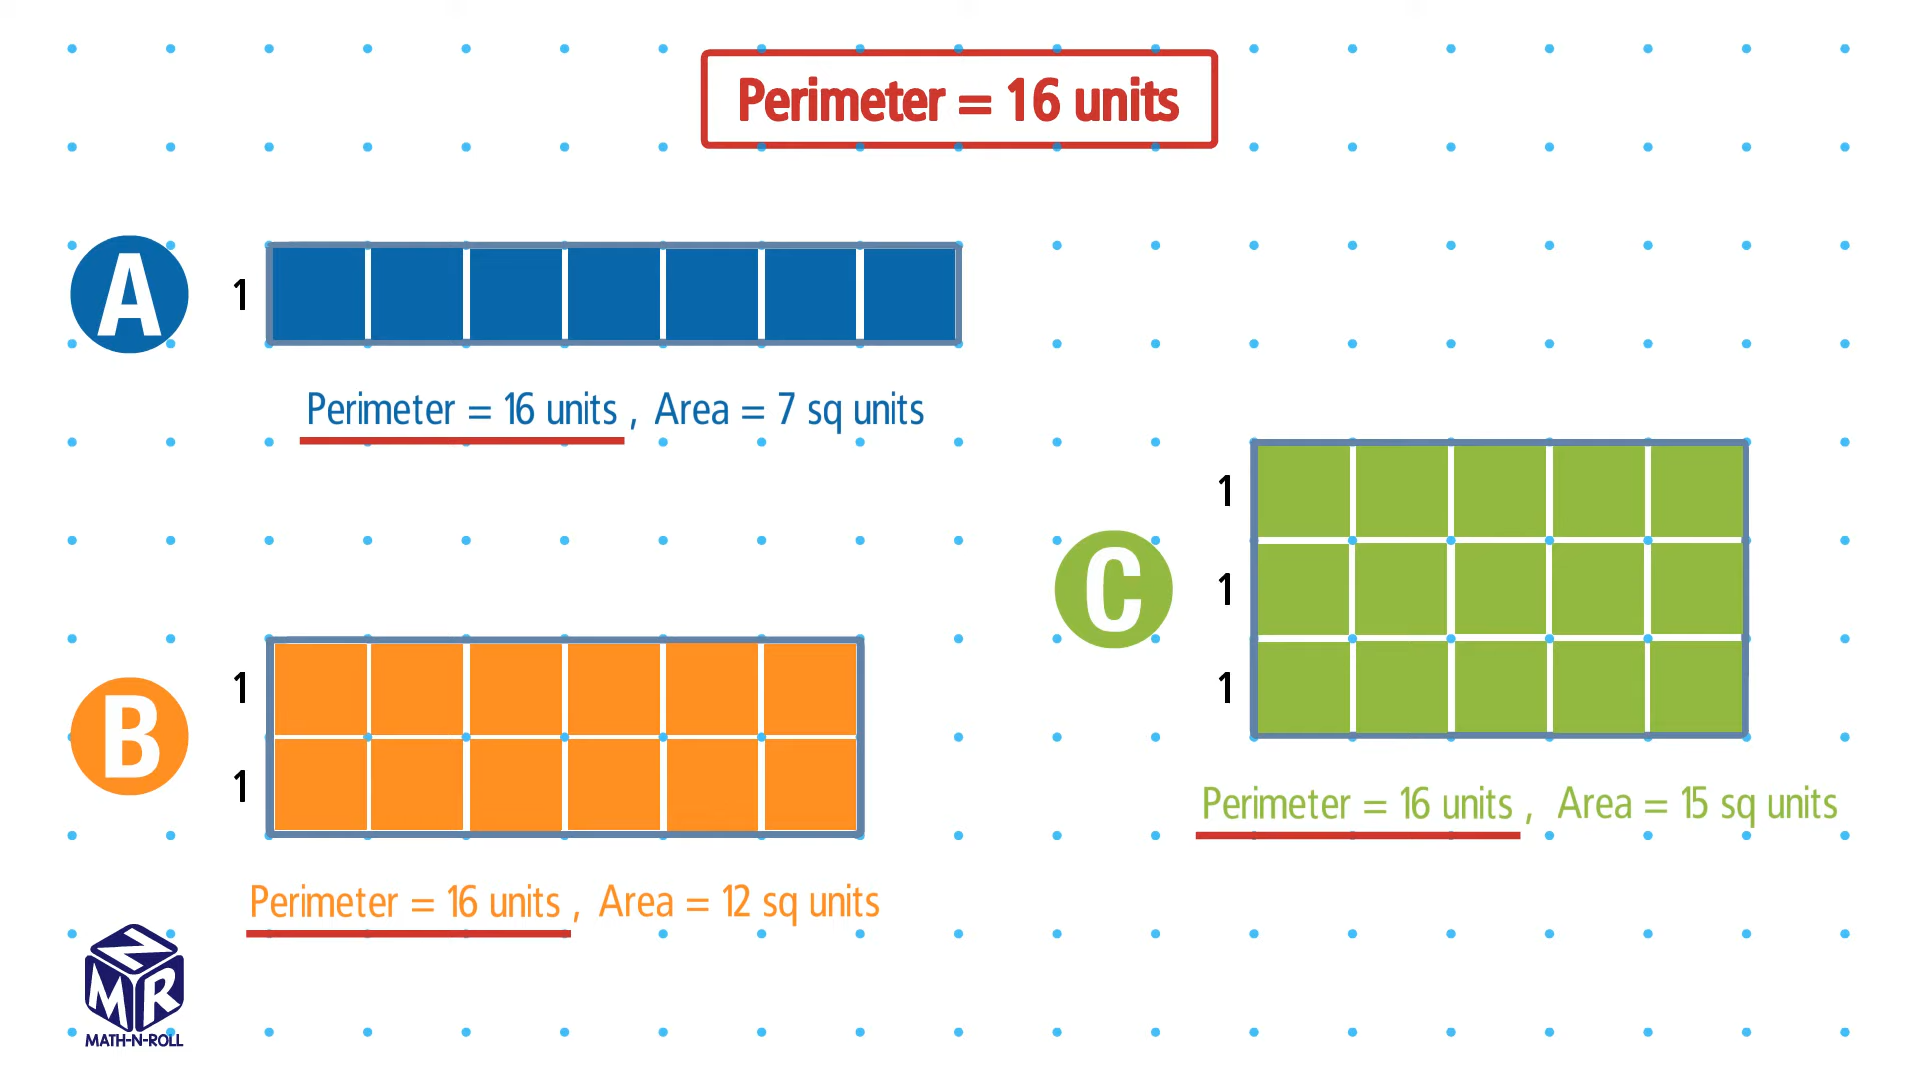 Perimeter = 16 units
A
1
Perimeter = 16 units , Area = 7 sq units
B
1
1
Perimeter = 16 units , Area = 12 sq units
C
1
1
1
Perimeter = 16 units , Area = 15 sq units
MNR
MATH-N-ROLL